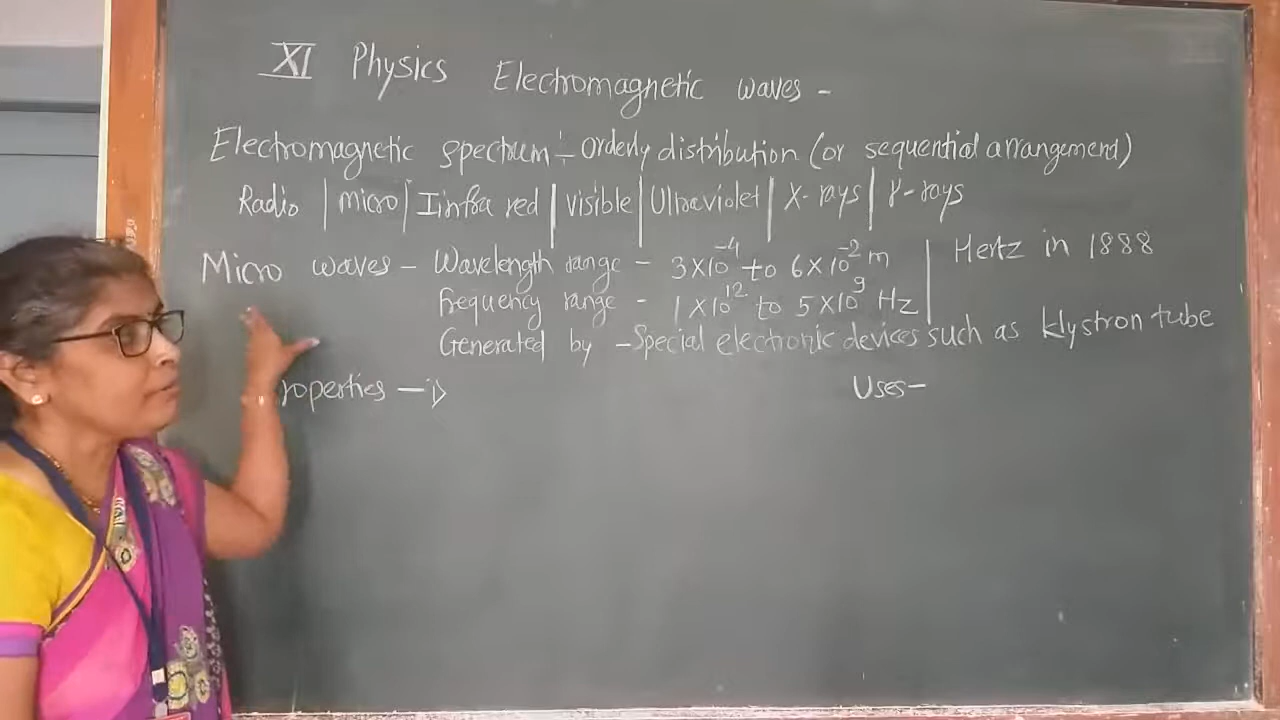 XI Physics Electromagnetic waves -
Electromagnetic spectrum :- Orderly distribution (or sequential arrangement)
Radio | micro | Iinfra red | visible | Ultraviolet | X-rays | γ-rays
Micro waves - Wavelength range - 3×10⁻⁴ to 6×10⁻² m | Hertz in 1888
Frequency range - 1×10¹² to 5×10⁹ Hz
Generated by - Special electronic devices such as klystron tube
roperties - i)
Uses-